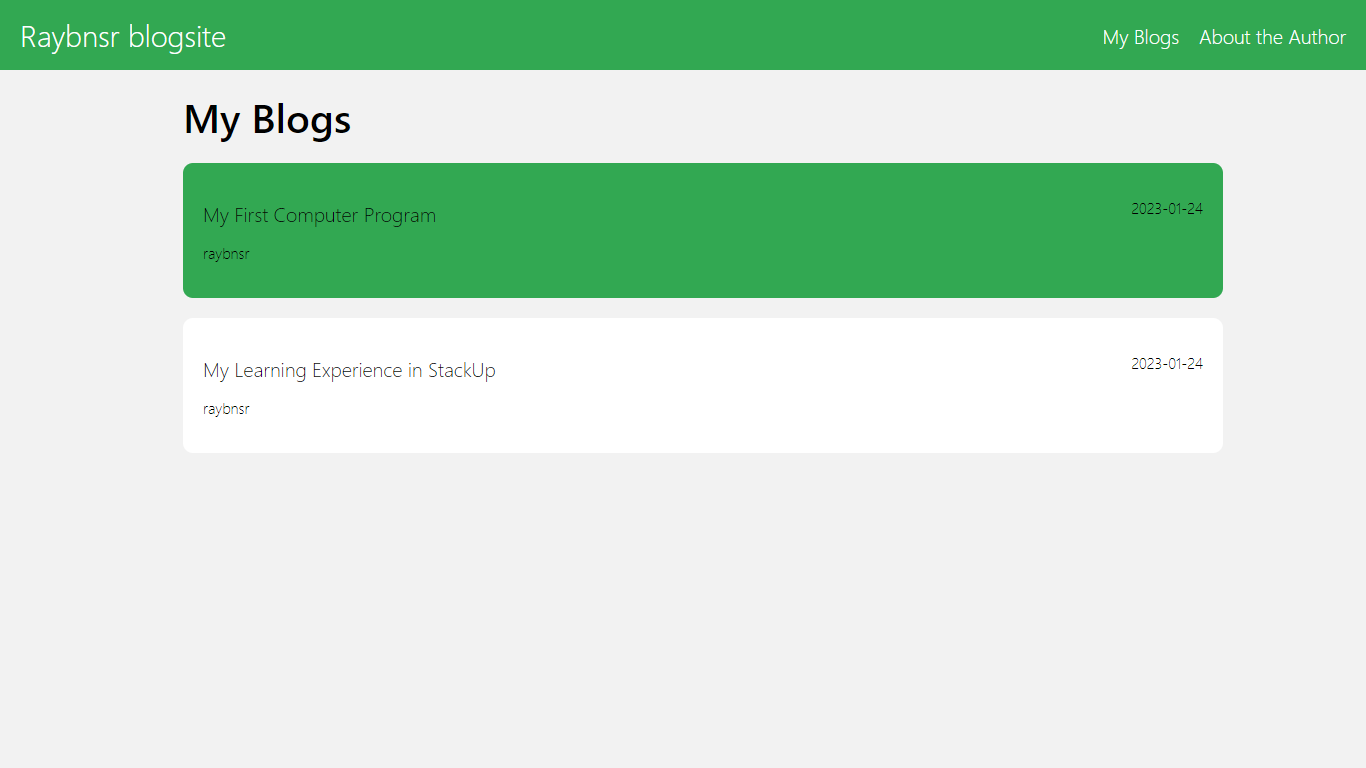 Raybnsr blogsite
My Blogs
About the Author
My Blogs
My First Computer Program
2023-01-24
raybnsr
My Learning Experience in StackUp
2023-01-24
raybnsr